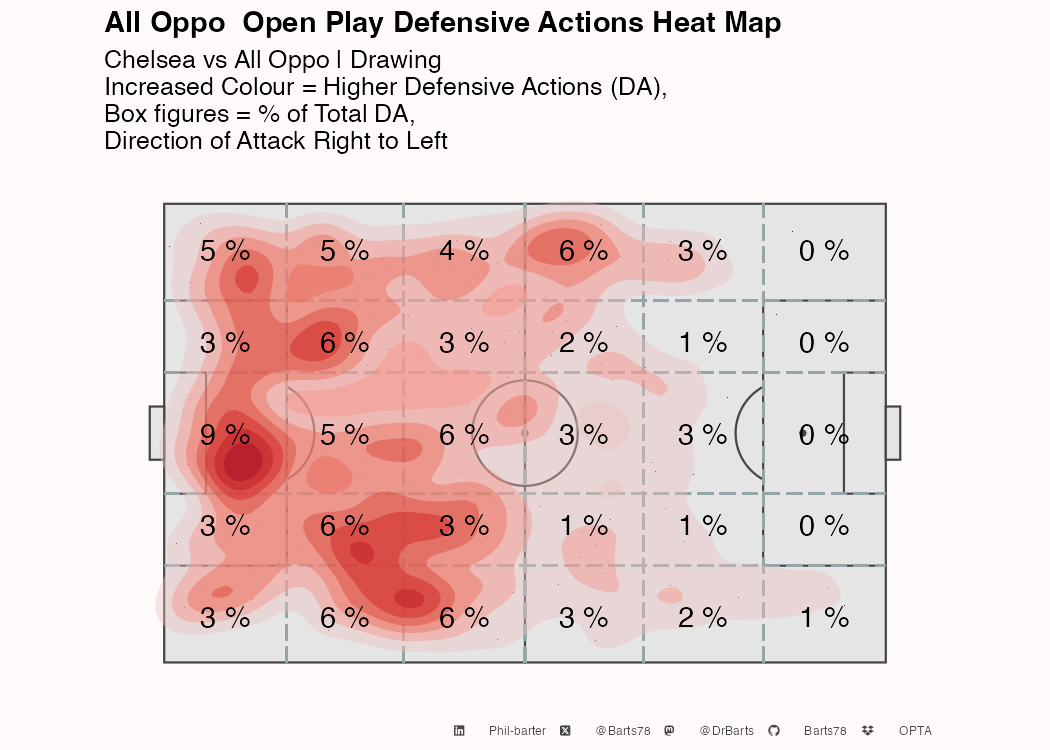 All Oppo  Open Play Defensive Actions Heat Map
Chelsea vs All Oppo | Drawing
Increased Colour = Higher Defensive Actions (DA),
Box figures = % of Total DA,
Direction of Attack Right to Left
5 % 5 % 4 % 6 % 3 % 0 %
3 % 6 % 3 % 2 % 1 % 0 %
9 % 5 % 6 % 3 % 3 % 0 %
3 % 6 % 3 % 1 % 1 % 0 %
3 % 6 % 6 % 3 % 2 % 1 %
Phil-barter @Barts78 @DrBarts Barts78 OPTA